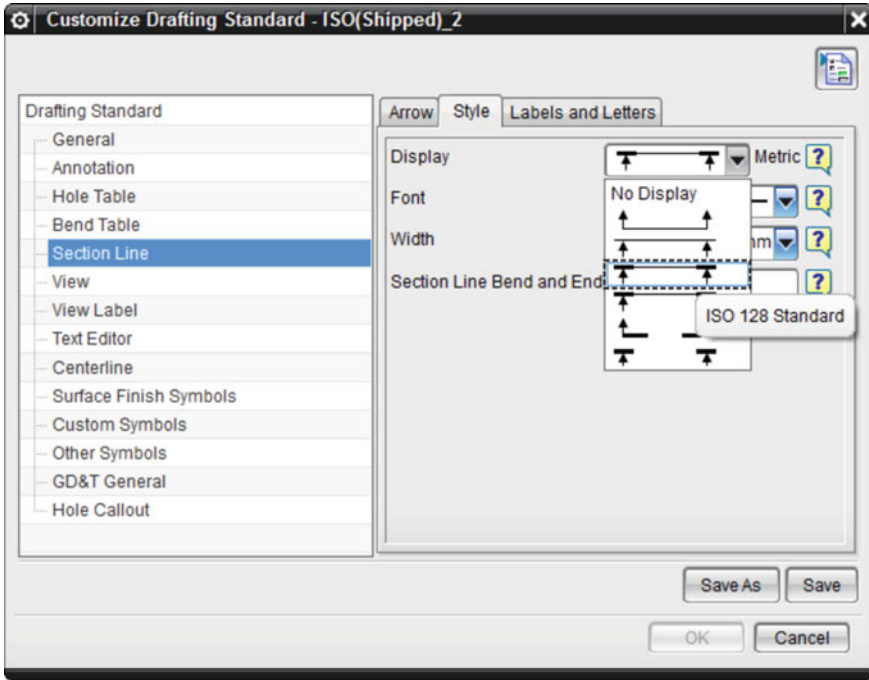 Customize Drafting Standard - ISO(Shipped)_2
Drafting Standard
General
Annotation
Hole Table
Bend Table
Section Line
View
View Label
Text Editor
Centerline
Surface Finish Symbols
Custom Symbols
Other Symbols
GD&T General
Hole Callout
Arrow Style Labels and Letters
Display Metric ?
No Display
Font ?
Width ?
Section Line Bend and End ?
ISO 128 Standard
Save As Save
OK Cancel